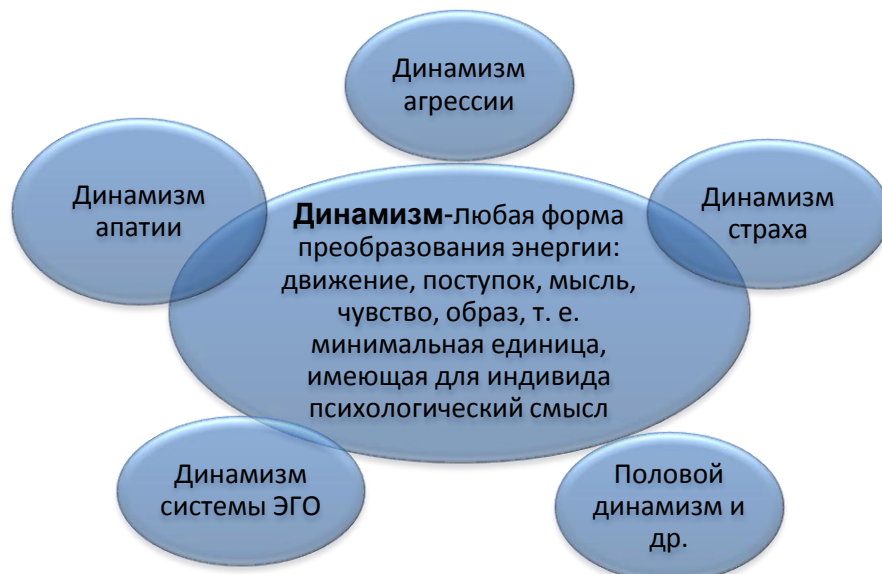 Динамизм
агрессии
Динамизм
апатии
Динамизм
страха
Динамизм-любая форма
преобразования энергии:
движение, поступок, мысль,
чувство, образ, т. е.
минимальная единица,
имеющая для индивида
психологический смысл
Динамизм
системы ЭГО
Половой
динамизм и
др.